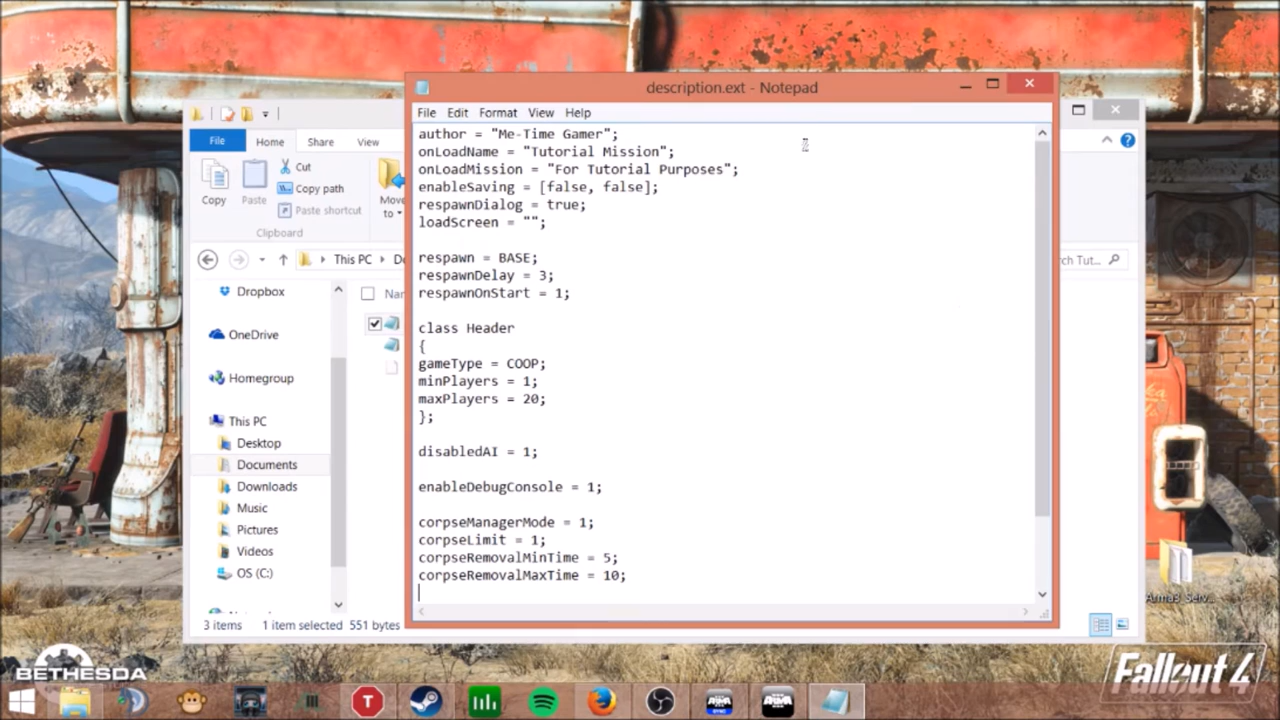 description.ext - Notepad
File Edit Format View Help
File Home Share View
Copy
Paste
Cut
Copy path
Paste shortcut
Move
to
Clipboard
This PC
Dropbox
OneDrive
Homegroup
This PC
Desktop
Documents
Downloads
Music
Pictures
Videos
OS (C:)
3 items 1 item selected 551 bytes
author = "Me-Time Gamer";
onLoadName = "Tutorial Mission";
onLoadMission = "For Tutorial Purposes";
enableSaving = [false, false];
respawnDialog = true;
loadScreen = "";
respawn = BASE;
respawnDelay = 3;
respawnOnStart = 1;
class Header
{
gameType = COOP;
minPlayers = 1;
maxPlayers = 20;
};
disabledAI = 1;
enableDebugConsole = 1;
corpseManagerMode = 1;
corpseLimit = 1;
corpseRemovalMinTime = 5;
corpseRemovalMaxTime = 10;
BETHESDA
Fallout 4